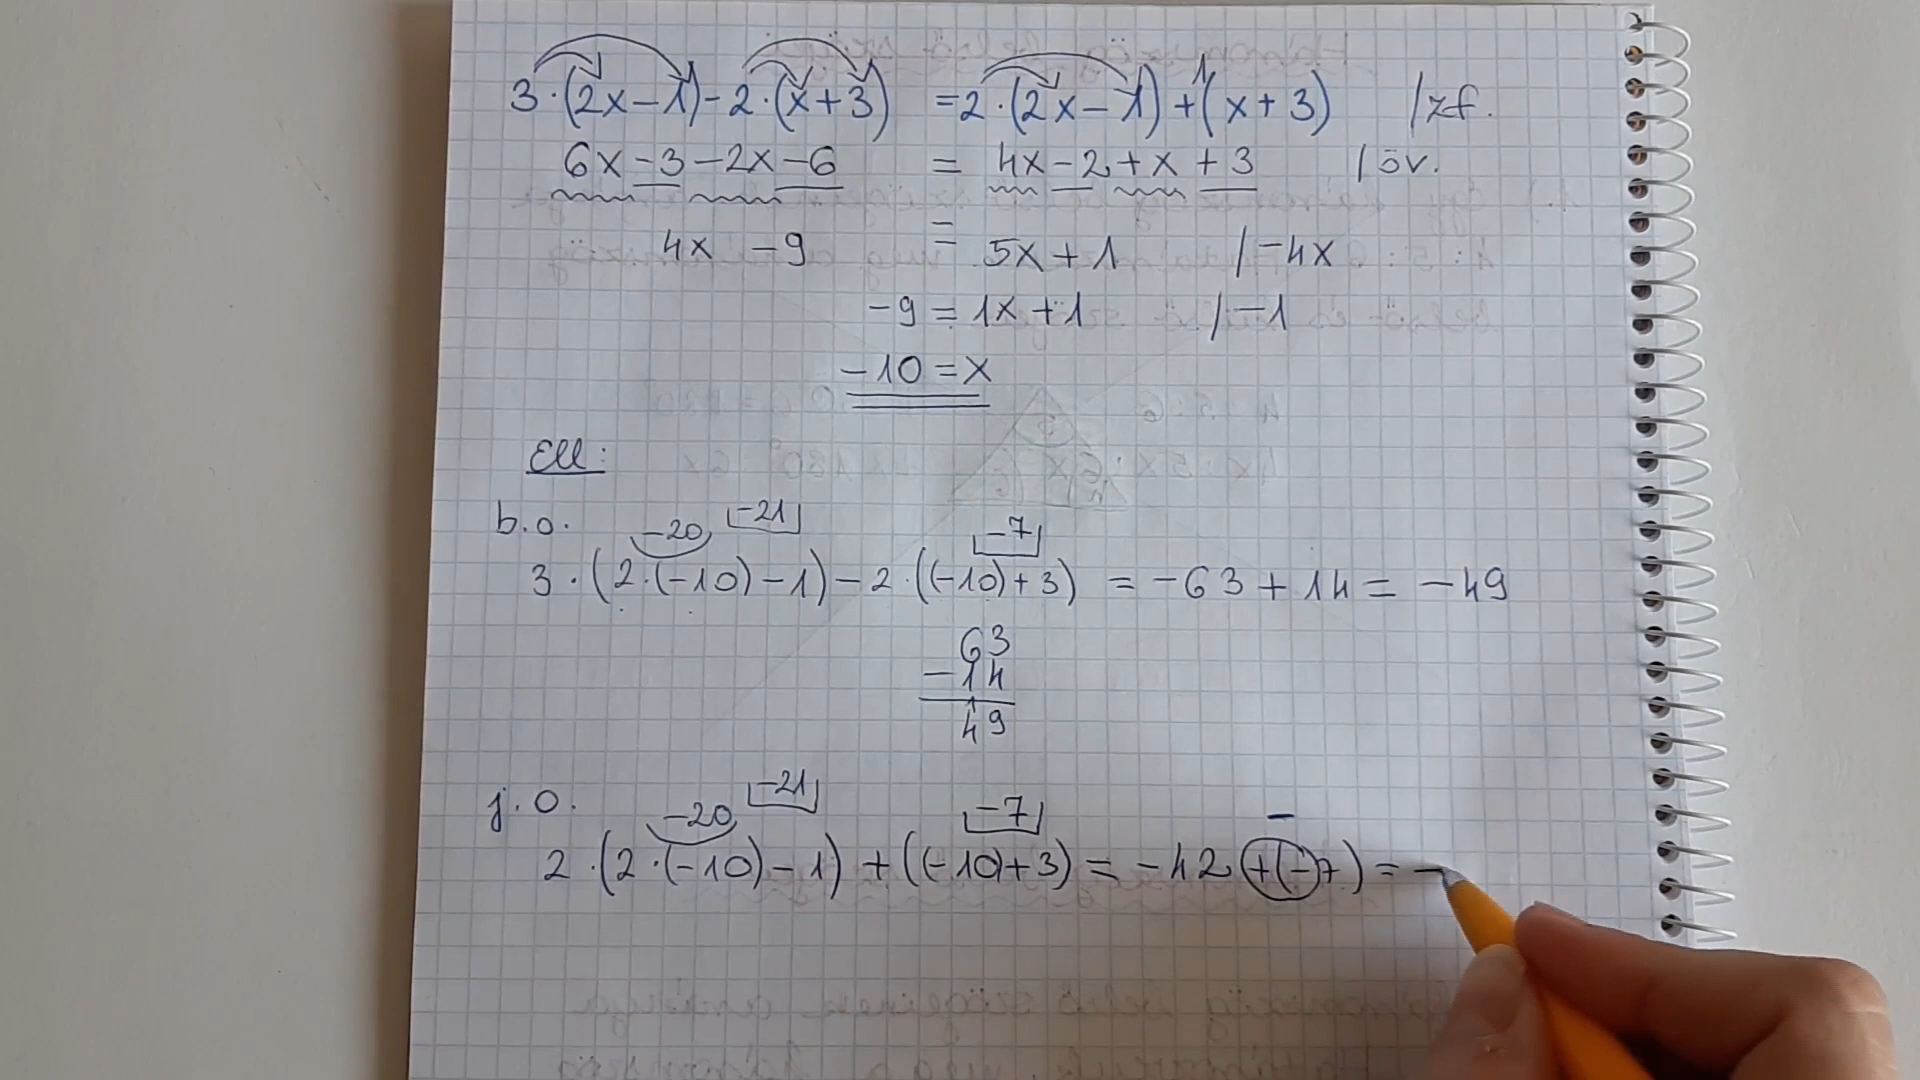 3·(2x-1)-2·(x+3) =2·(2x-1)+(x+3) /zf.
6x-3-2x-6 = 4x-2+x+3 /öv.
4x -9 = 5x+1 /-4x
-9=1x+1 /-1
-10=x
Ell:
b.o. -20 -21 -7
3·(2·(-10)-1)-2·((-10)+3) = -63+14= -49
63
-14
49
j.o. -20 -21 -7 -
2·(2·(-10)-1)+((-10)+3)= -42+(-7)= -